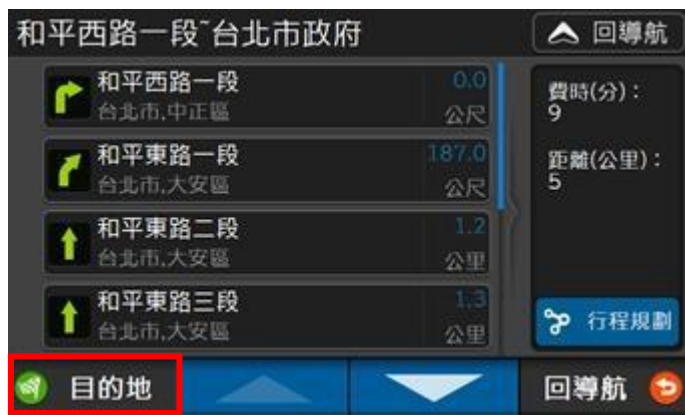 和平西路一段~台北市政府
回導航
和平西路一段 0.0
台北市,中正區 公尺
和平東路一段 187.0
台北市,大安區 公尺
和平東路二段 1.2
台北市,大安區 公里
和平東路三段 1.3
台北市,大安區 公里
費時(分)：
9
距離(公里)：
5
行程規劃
目的地
回導航